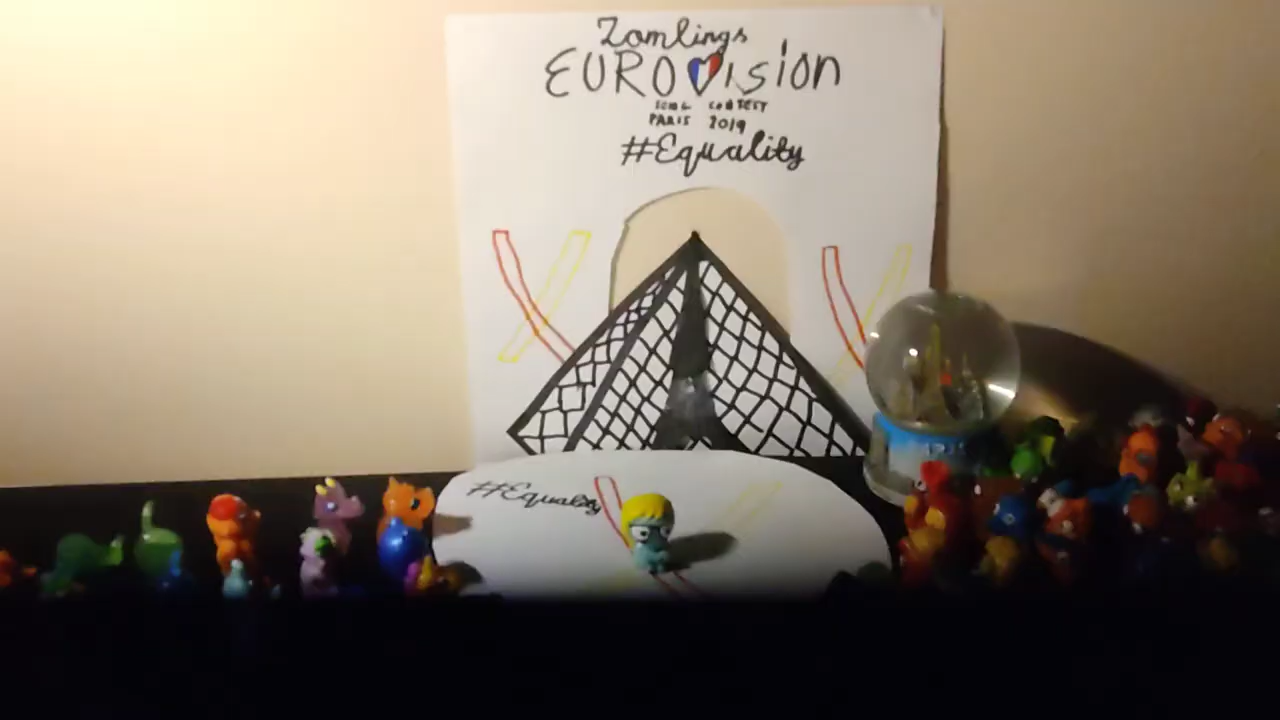 Zomlings
EUROVISION
SONG CONTEST
PARIS 2019
#Equality
#Equality